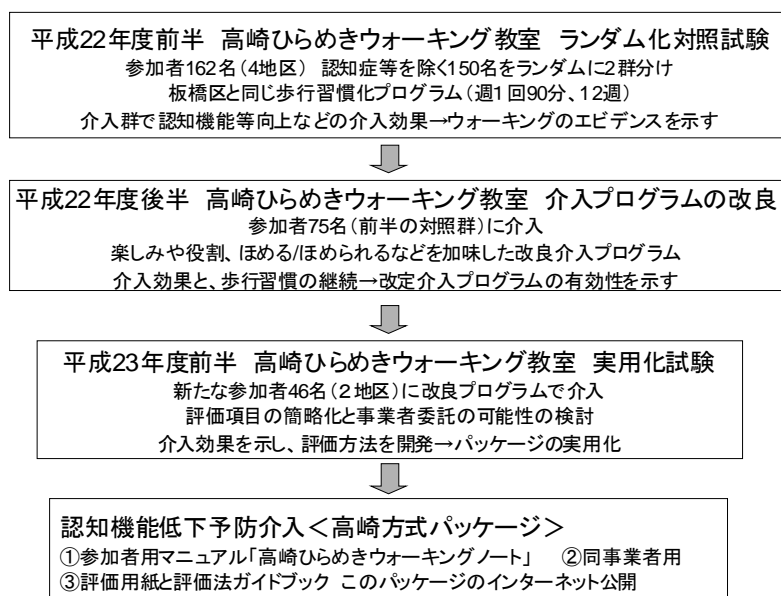 平成22年度前半 高崎ひらめきウォーキング教室 ランダム化対照試験
参加者162名(4地区) 認知症等を除く150名をランダムに2群分け
板橋区と同じ歩行習慣化プログラム(週1回90分、12週)
介入群で認知機能等向上などの介入効果→ウォーキングのエビデンスを示す
平成22年度後半 高崎ひらめきウォーキング教室 介入プログラムの改良
参加者75名(前半の対照群)に介入
楽しみや役割、ほめる/ほめられるなどを加味した改良介入プログラム
介入効果と、歩行習慣の継続→改定介入プログラムの有効性を示す
平成23年度前半 高崎ひらめきウォーキング教室 実用化試験
新たな参加者46名(2地区)に改良プログラムで介入
評価項目の簡略化と事業者委託の可能性の検討
介入効果を示し、評価方法を開発→パッケージの実用化
認知機能低下予防介入<高崎方式パッケージ>
①参加者用マニュアル「高崎ひらめきウォーキングノート」 ②同事業者用
③評価用紙と評価法ガイドブック このパッケージのインターネット公開